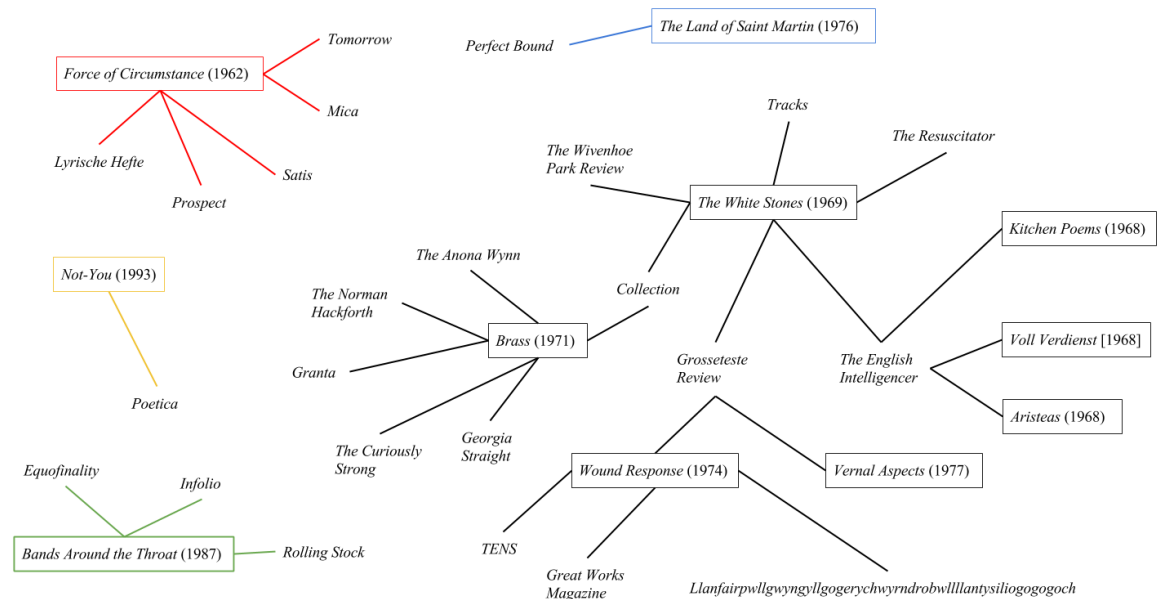 Tomorrow
The Land of Saint Martin (1976)
Perfect Bound
Force of Circumstance (1962)
Mica
Tracks
Lyrische Hefte
Satis
Prospect
The Wivenhoe
Park Review
The Resuscitator
The White Stones (1969)
Kitchen Poems (1968)
The Anona Wynn
Not-You (1993)
The Norman
Hackforth
Collection
Brass (1971)
Granta
Grosseteste
Review
The English
Intelligencer
Voll Verdienst [1968]
Poetica
Aristeas (1968)
The Curiously
Strong
Georgia
Straight
Equofinality
Infolio
Wound Response (1974)
Vernal Aspects (1977)
Bands Around the Throat (1987)
Rolling Stock
TENS
Great Works
Magazine
Llanfairpwllgwyngyllgogerychwyrndrobwllllantysiliogogogoch